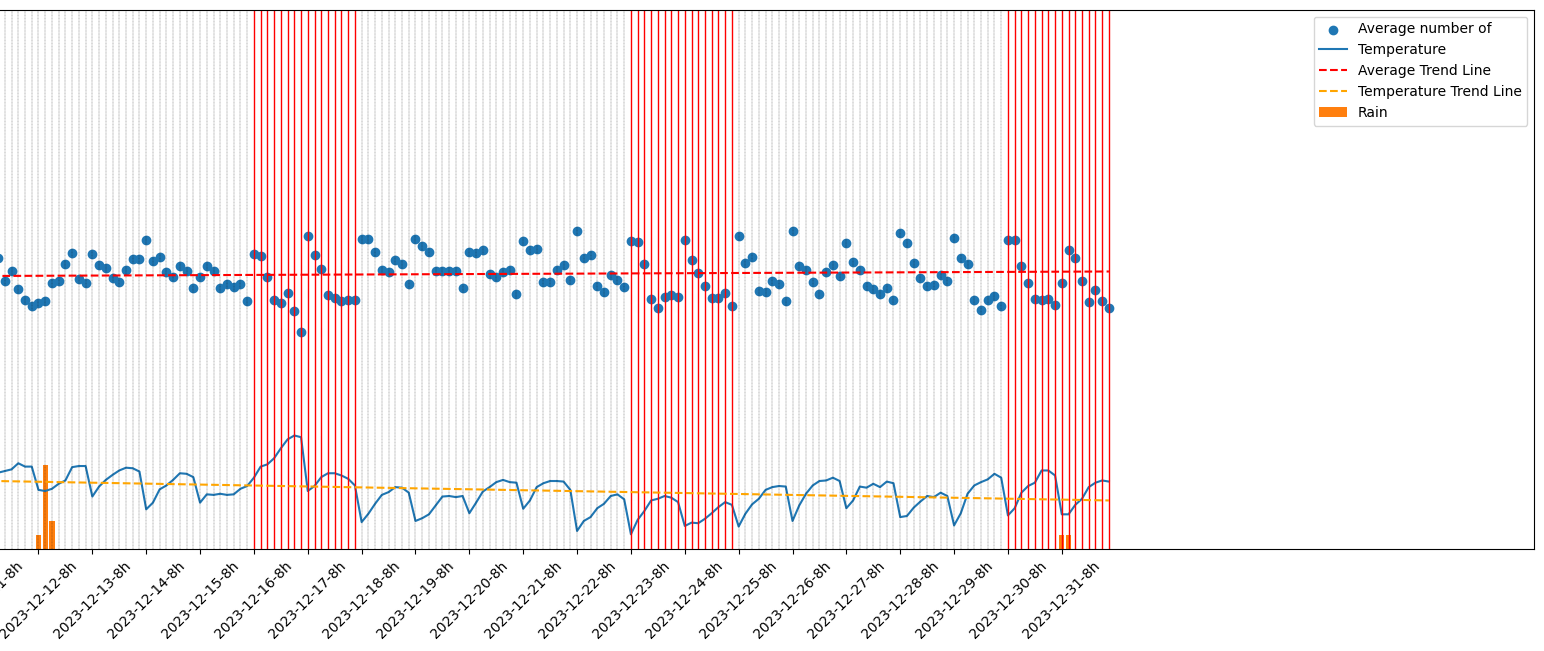 Average number of
Temperature
Average Trend Line
Temperature Trend Line
Rain
1-8h
2023-12-12-8h
2023-12-13-8h
2023-12-14-8h
2023-12-15-8h
2023-12-16-8h
2023-12-17-8h
2023-12-18-8h
2023-12-19-8h
2023-12-20-8h
2023-12-21-8h
2023-12-22-8h
2023-12-23-8h
2023-12-24-8h
2023-12-25-8h
2023-12-26-8h
2023-12-27-8h
2023-12-28-8h
2023-12-29-8h
2023-12-30-8h
2023-12-31-8h